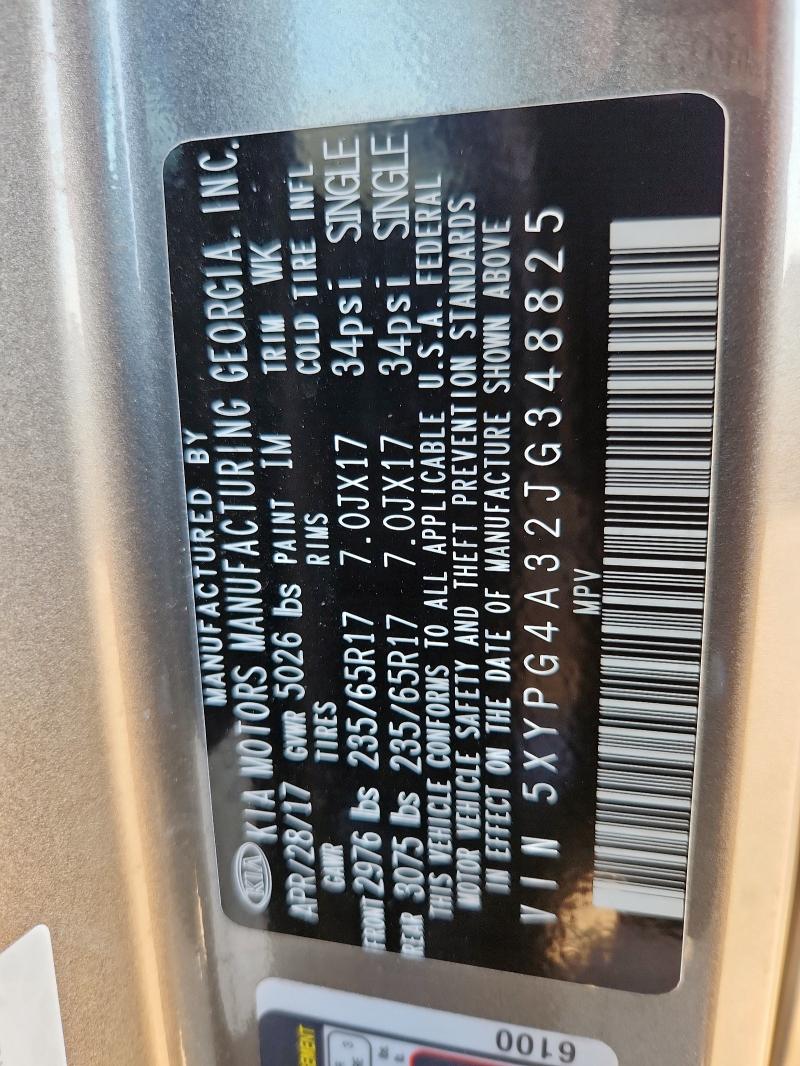 MANUFACTURED BY
KIA KIA MOTORS MANUFACTURING GEORGIA, INC.
APR/28/17 GVWR 5026 lbs PAINT IM TRIM WK
GAWR TIRES RIMS COLD TIRE INFL
FRONT 2976 lbs 235/65R17 7.0JX17 34psi SINGLE
REAR 3075 lbs 235/65R17 7.0JX17 34psi SINGLE
THIS VEHICLE CONFORMS TO ALL APPLICABLE U.S.A. FEDERAL
MOTOR VEHICLE SAFETY AND THEFT PREVENTION STANDARDS
IN EFFECT ON THE DATE OF MANUFACTURE SHOWN ABOVE
VIN 5XYPG4A32JG348825
MPV
6100